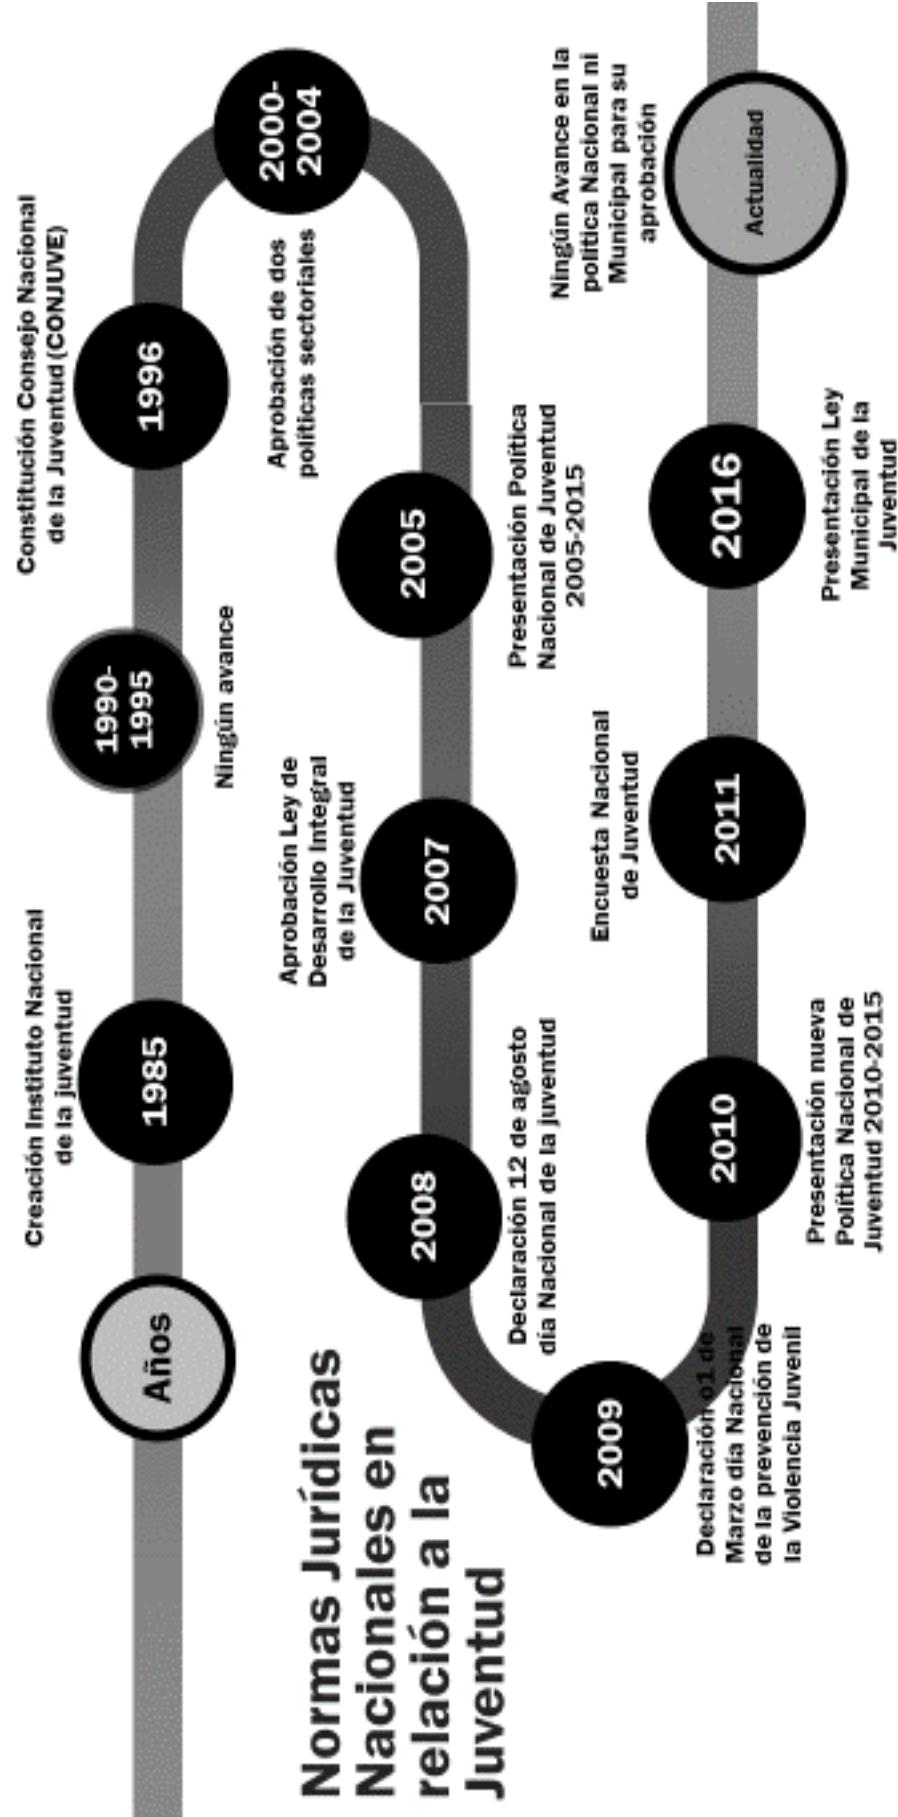 Normas Jurídicas
Nacionales en
relación a la
Juventud
Años
Creación Instituto Nacional
de la juventud
1985
1990-
1995
Ningún avance
Constitución Consejo Nacional
de la Juventud (CONJUVE)
1996
2000-
2004
Aprobación de dos
políticas sectoriales
2005
Presentación Política
Nacional de Juventud
2005-2015
Aprobación Ley de
Desarrollo Integral
de la Juventud
2007
2008
Declaración 12 de agosto
día Nacional de la juventud
2009
Declaración o1 de
Marzo día Nacional
de la prevención de
la Violencia Juvenil
2010
Presentación nueva
Política Nacional de
Juventud 2010-2015
Encuesta Nacional
de Juventud
2011
2016
Presentación Ley
Municipal de la
Juventud
Ningún Avance en la
política Nacional ni
Municipal para su
aprobación
Actualidad